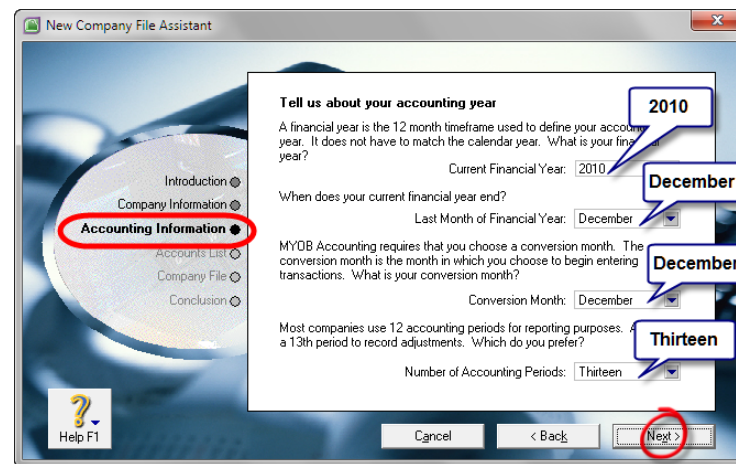 New Company File Assistant
Tell us about your accounting year
A financial year is the 12 month timeframe used to define your
year. It does not have to match the calendar year. What is your
year?
Current Financial Year: 2010
When does your current financial year end?
Last Month of Financial Year: December
MYOB Accounting requires that you choose a conversion month. The
conversion month is the month in which you choose to begin entering
transactions. What is your conversion month?
Conversion Month: December
Most companies use 12 accounting periods for reporting purposes.
a 13th period to record adjustments. Which do you prefer?
Number of Accounting Periods: Thirteen
2010
December
December
Thirteen
Introduction
Company Information
Accounting Information
Accounts List
Company File
Conclusion
Help F1
Cancel
< Back
Next >